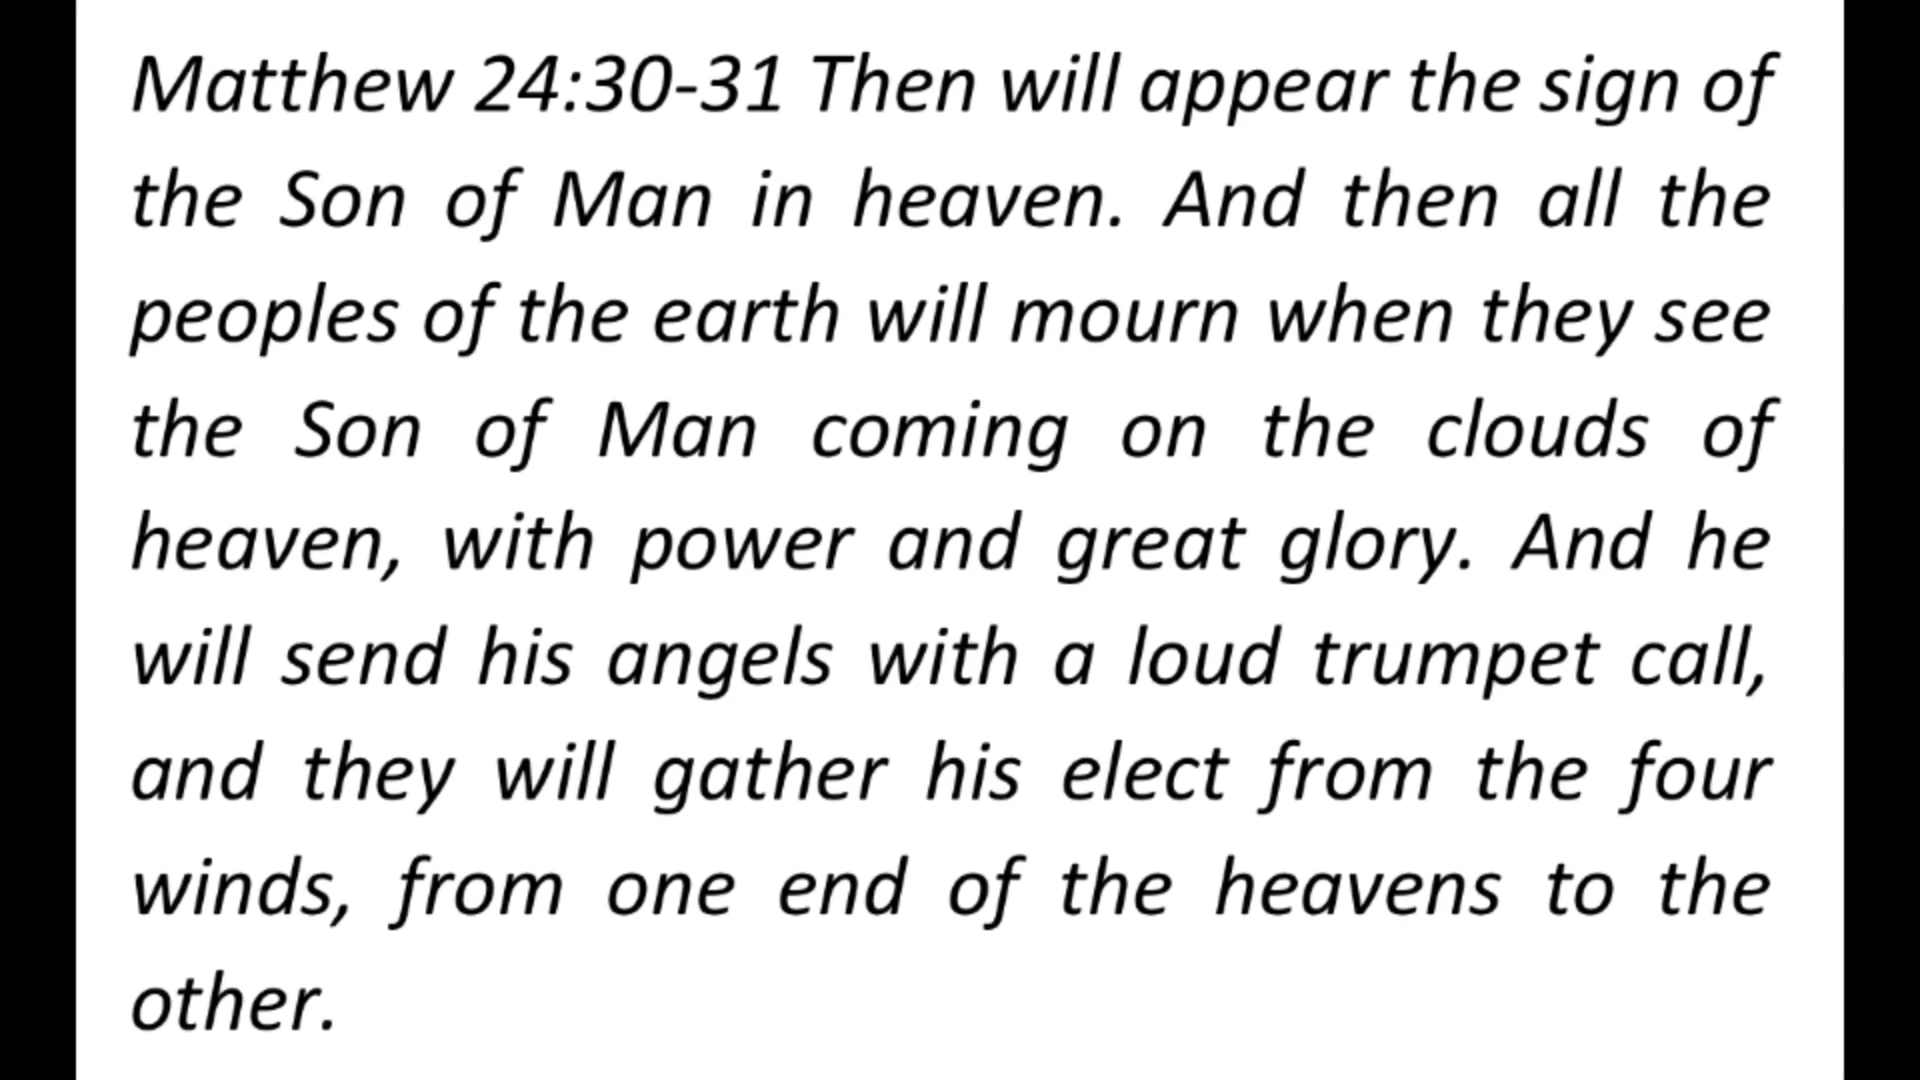 Matthew 24:30-31 Then will appear the sign of
the Son of Man in heaven. And then all the
peoples of the earth will mourn when they see
the Son of Man coming on the clouds of
heaven, with power and great glory. And he
will send his angels with a loud trumpet call,
and they will gather his elect from the four
winds, from one end of the heavens to the
other.